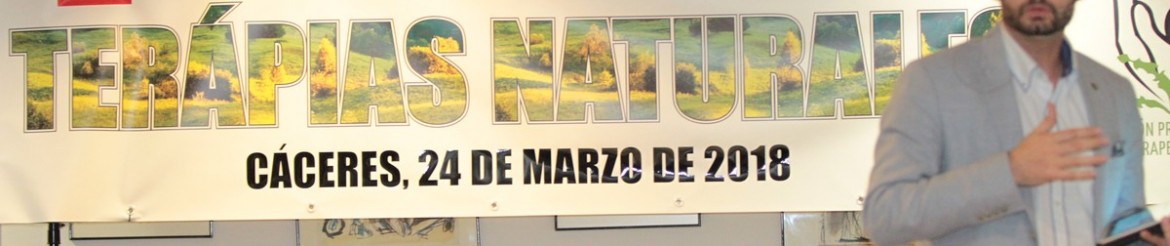 TERÁPIAS NATURALES
CÁCERES, 24 DE MARZO DE 2018